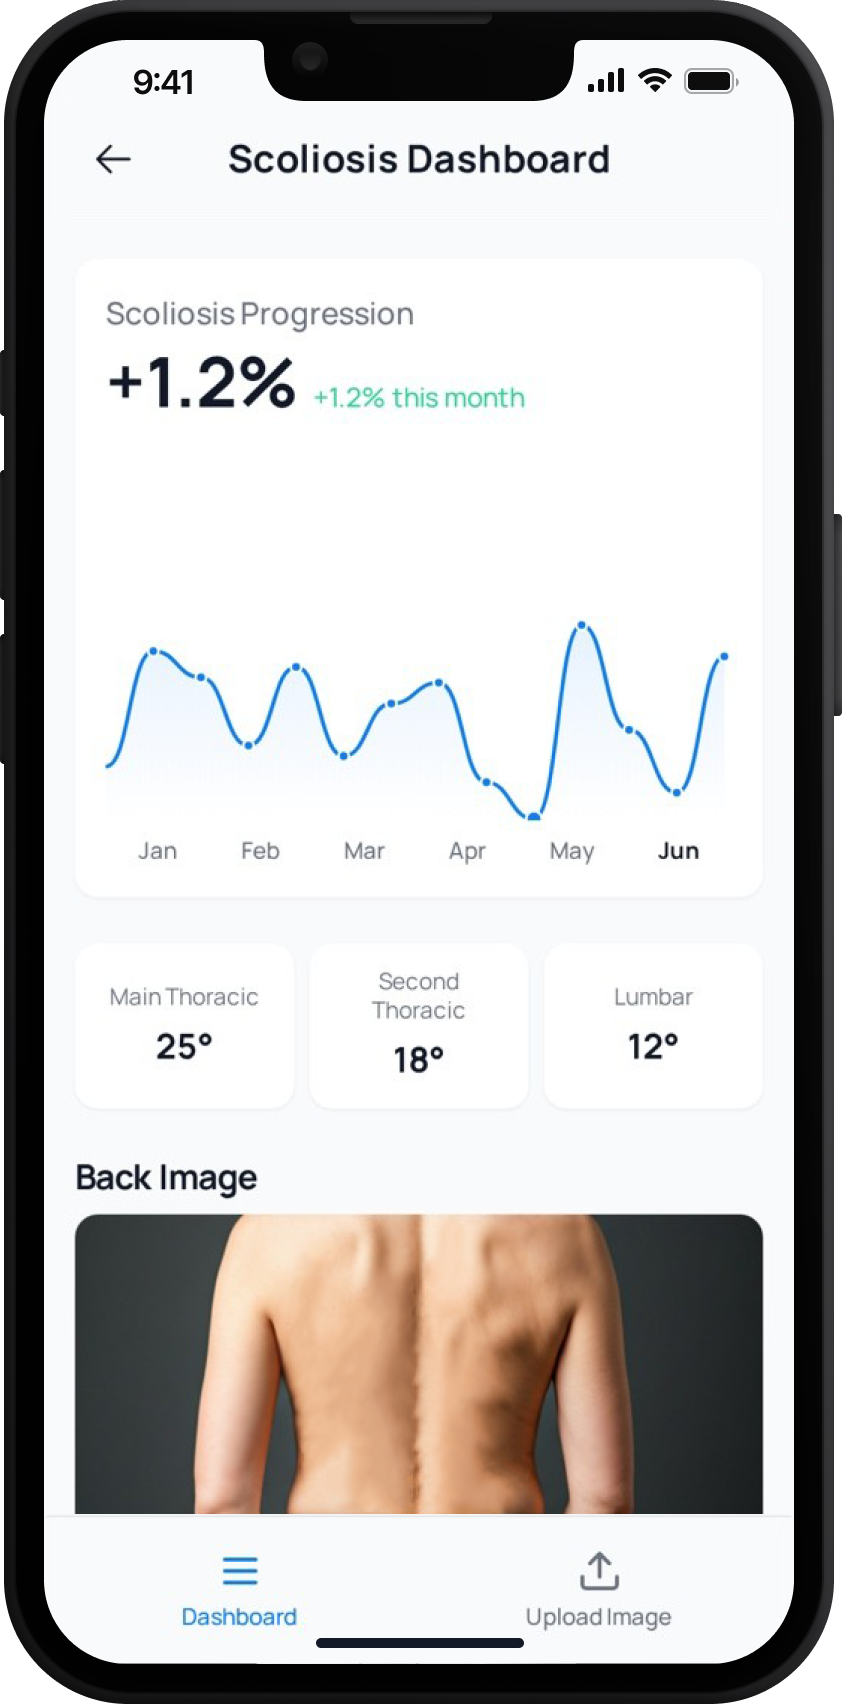 9:41
Scoliosis Dashboard
Scoliosis Progression
+1.2% +1.2% this month
Jan Feb Mar Apr May Jun
Main Thoracic
25°
Second
Thoracic
18°
Lumbar
12°
Back Image
Dashboard
Upload Image